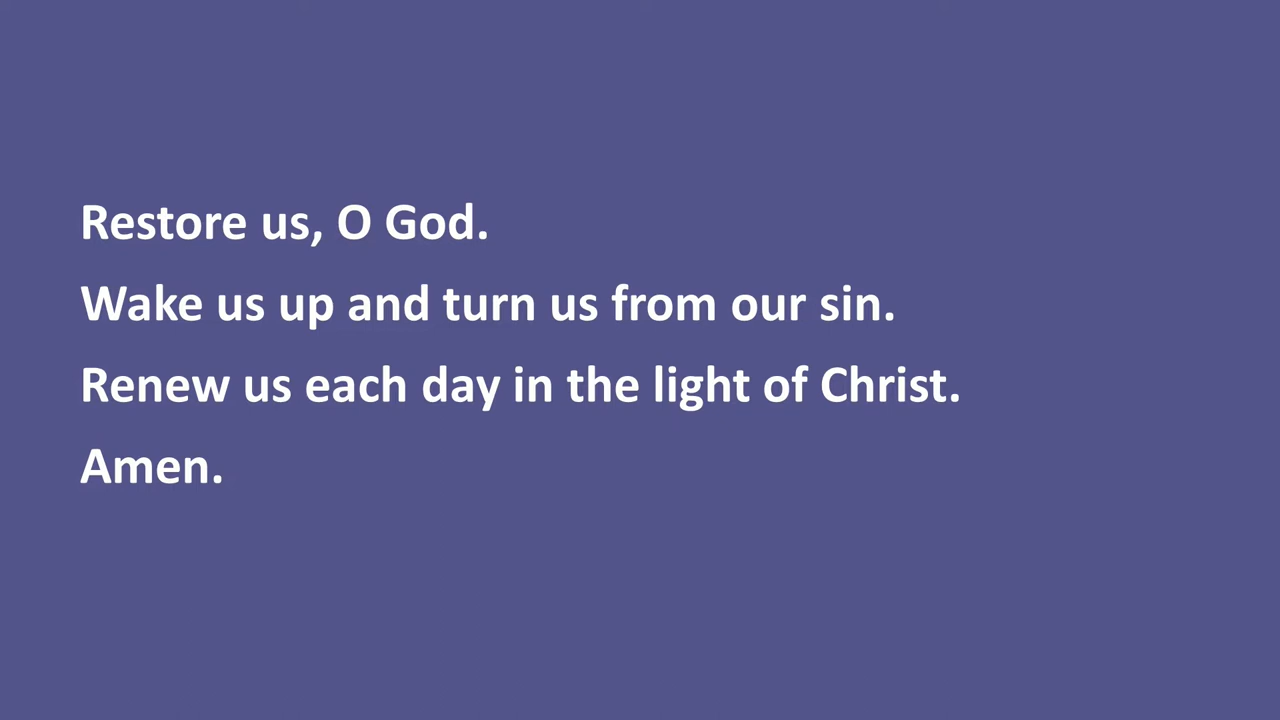 Restore us, O God.
Wake us up and turn us from our sin.
Renew us each day in the light of Christ.
Amen.